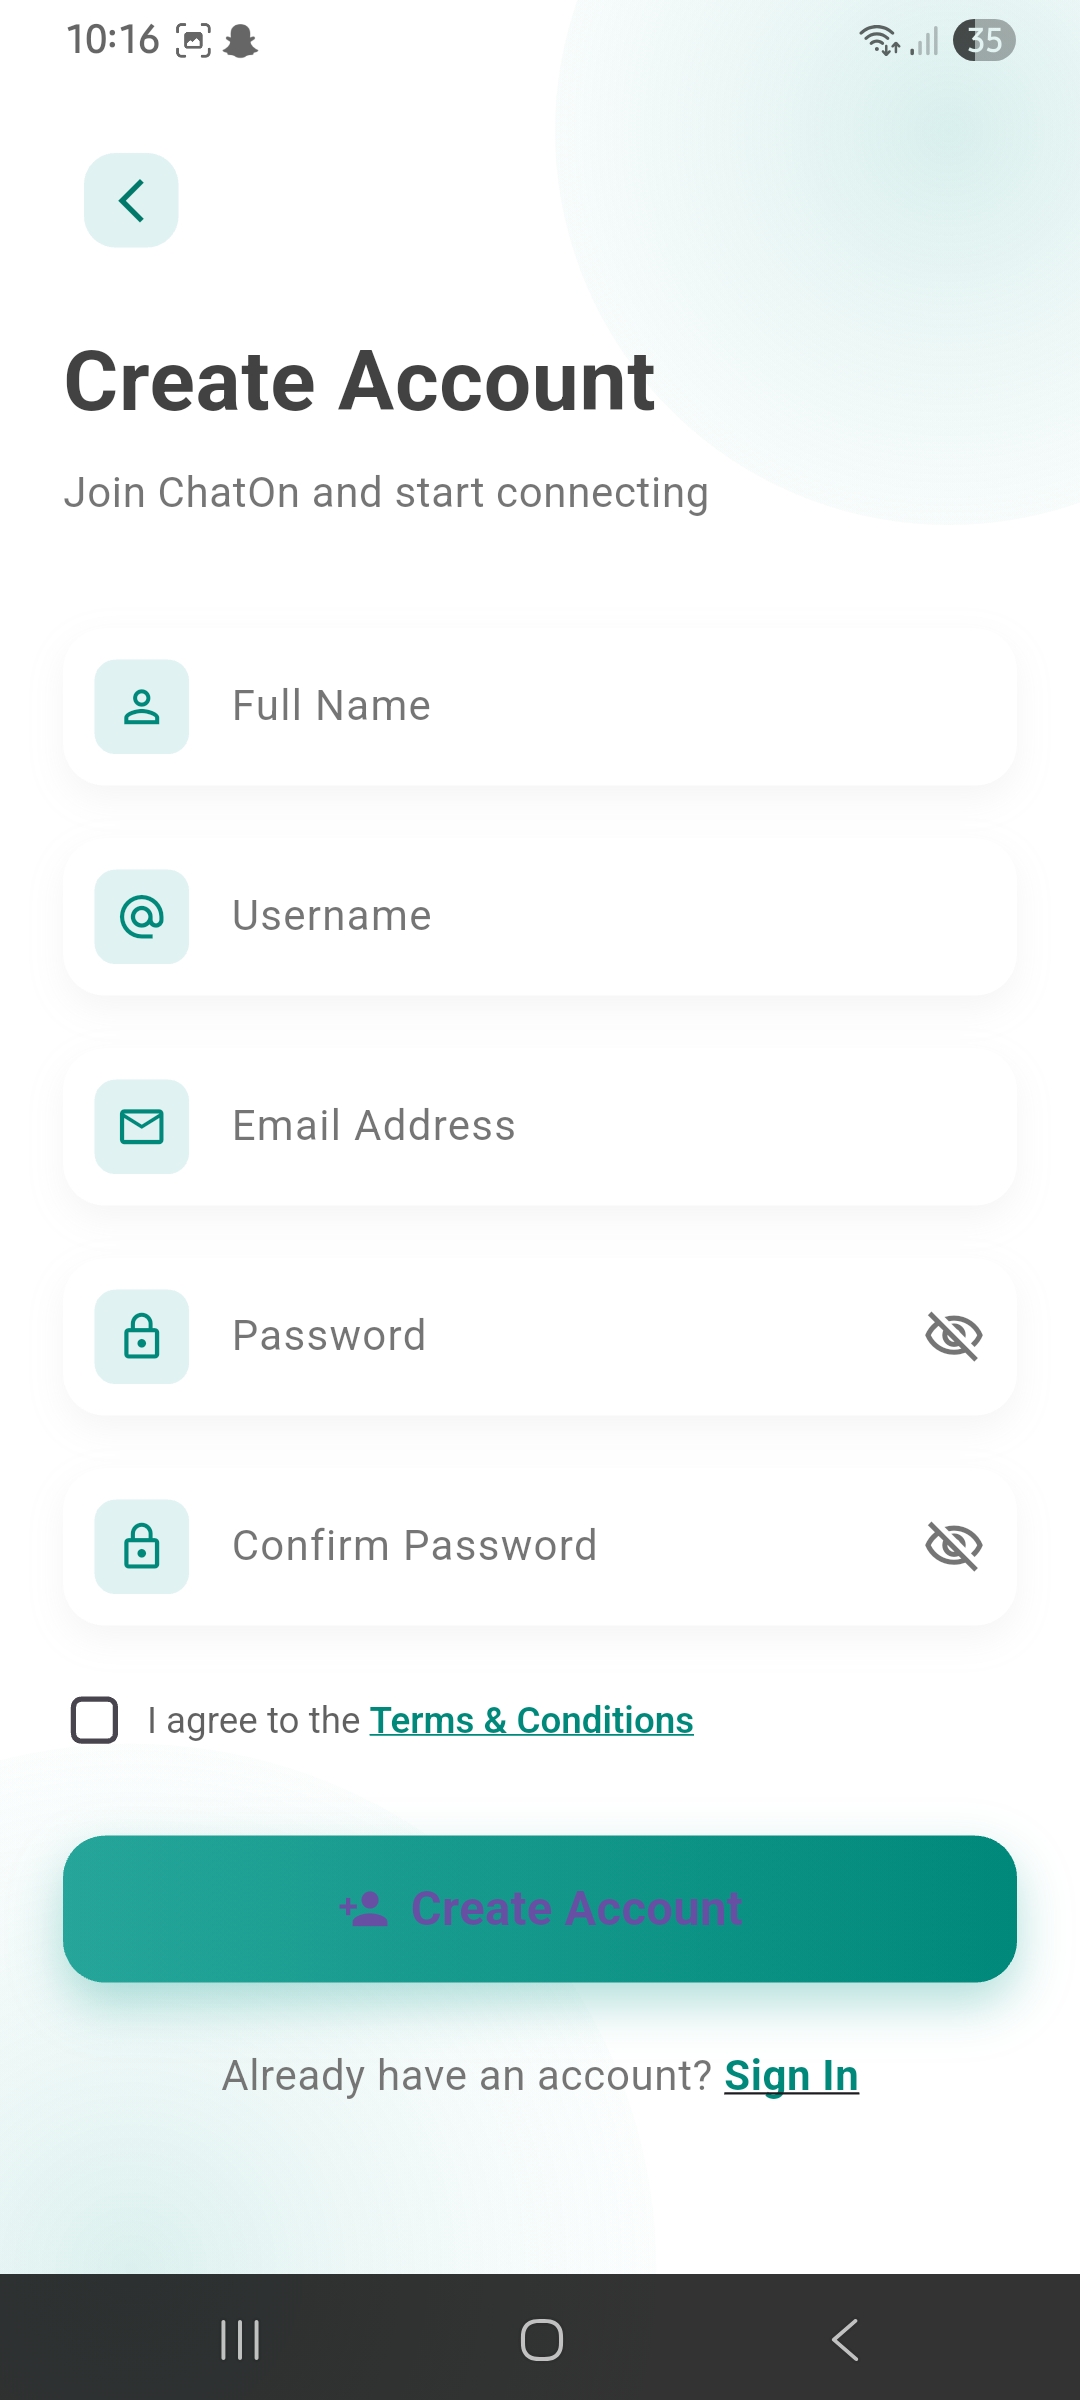 10:16
35
Create Account
Join ChatOn and start connecting
Full Name
Username
Email Address
Password
Confirm Password
I agree to the Terms & Conditions
Create Account
Already have an account? Sign In